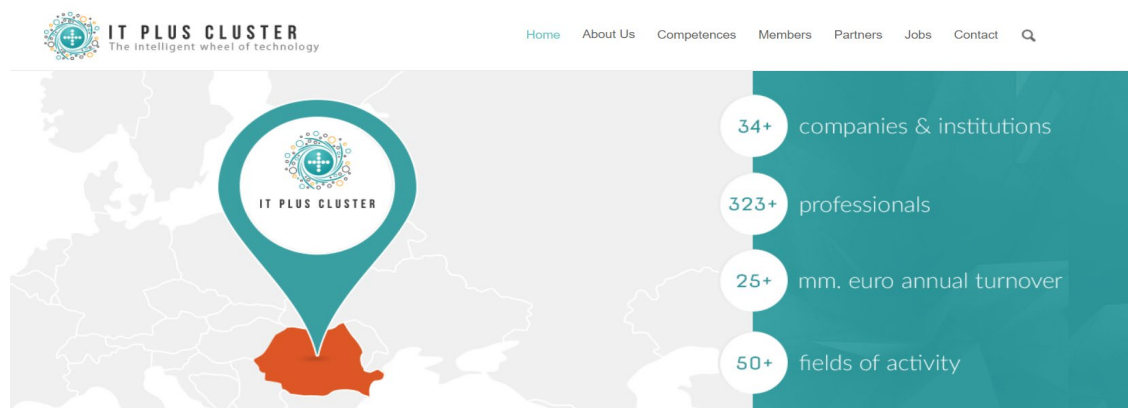 IT PLUS CLUSTER
The intelligent wheel of technology
Home About Us Competences Members Partners Jobs Contact
IT PLUS CLUSTER
34+ companies & institutions
323+ professionals
25+ mm. euro annual turnover
50+ fields of activity